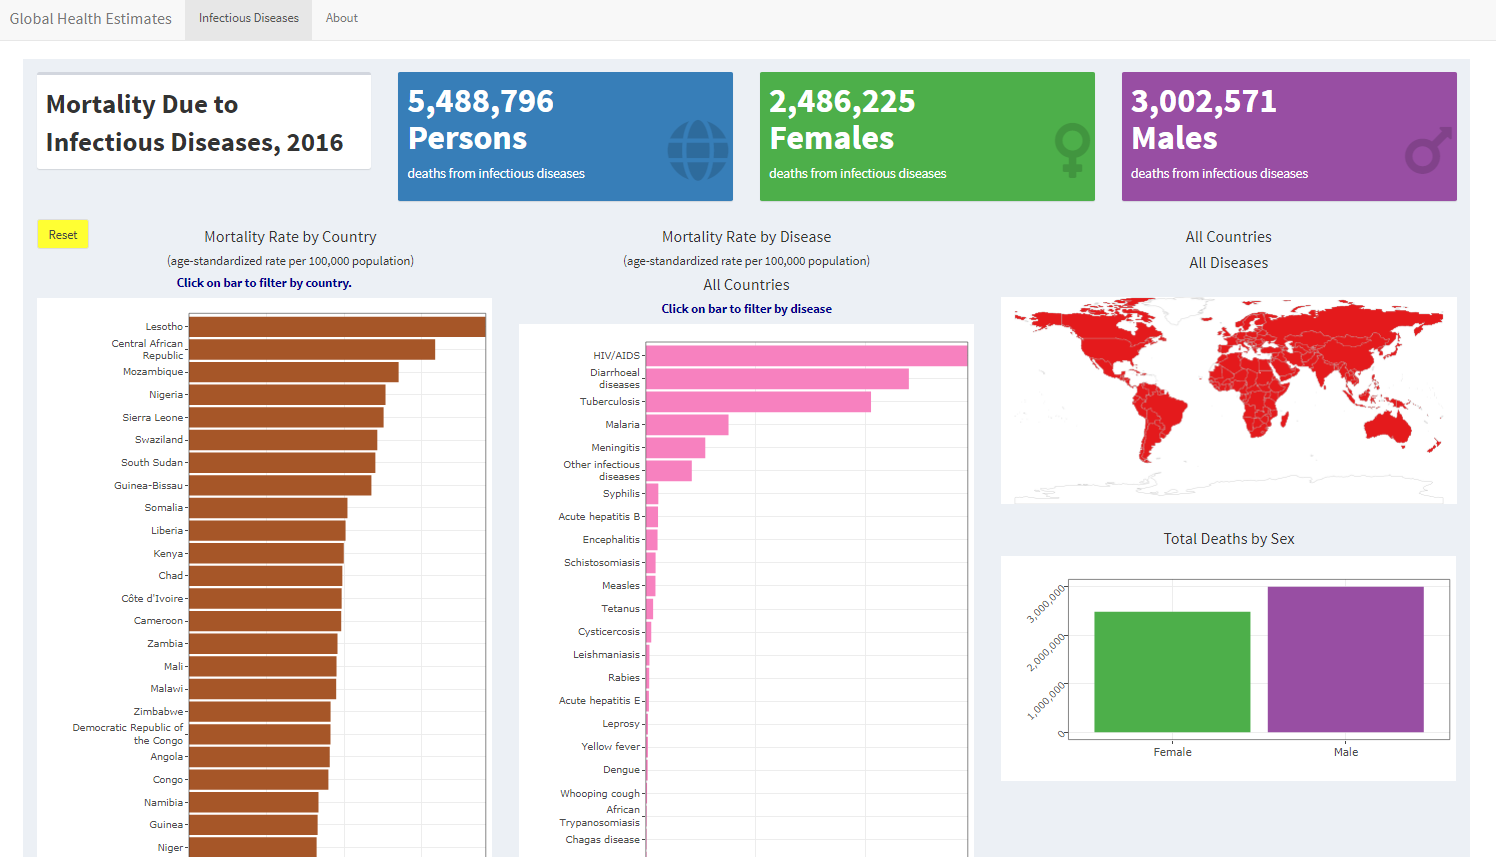 Global Health Estimates
Infectious Diseases
About
Mortality Due to
Infectious Diseases, 2016
5,488,796
Persons
deaths from infectious diseases
2,486,225
Females
deaths from infectious diseases
3,002,571
Males
deaths from infectious diseases
Reset
Mortality Rate by Country
(age-standardized rate per 100,000 population)
Click on bar to filter by country.
Lesotho
Central African
Republic
Mozambique
Nigeria
Sierra Leone
Swaziland
South Sudan
Guinea-Bissau
Somalia
Liberia
Kenya
Chad
Côte d'Ivoire
Cameroon
Zambia
Mali
Malawi
Zimbabwe
Democratic Republic of
the Congo
Angola
Congo
Namibia
Guinea
Niger
Mortality Rate by Disease
(age-standardized rate per 100,000 population)
All Countries
Click on bar to filter by disease
HIV/AIDS
Diarrhoeal
diseases
Tuberculosis
Malaria
Meningitis
Other infectious
diseases
Syphilis
Acute hepatitis B
Encephalitis
Schistosomiasis
Measles
Tetanus
Cysticercosis
Leishmaniasis
Rabies
Acute hepatitis E
Leprosy
Yellow fever
Dengue
Whooping cough
African
Trypanosomiasis
Chagas disease
All Countries
All Diseases
Total Deaths by Sex
3,000,000
2,000,000
1,000,000
0
Female
Male